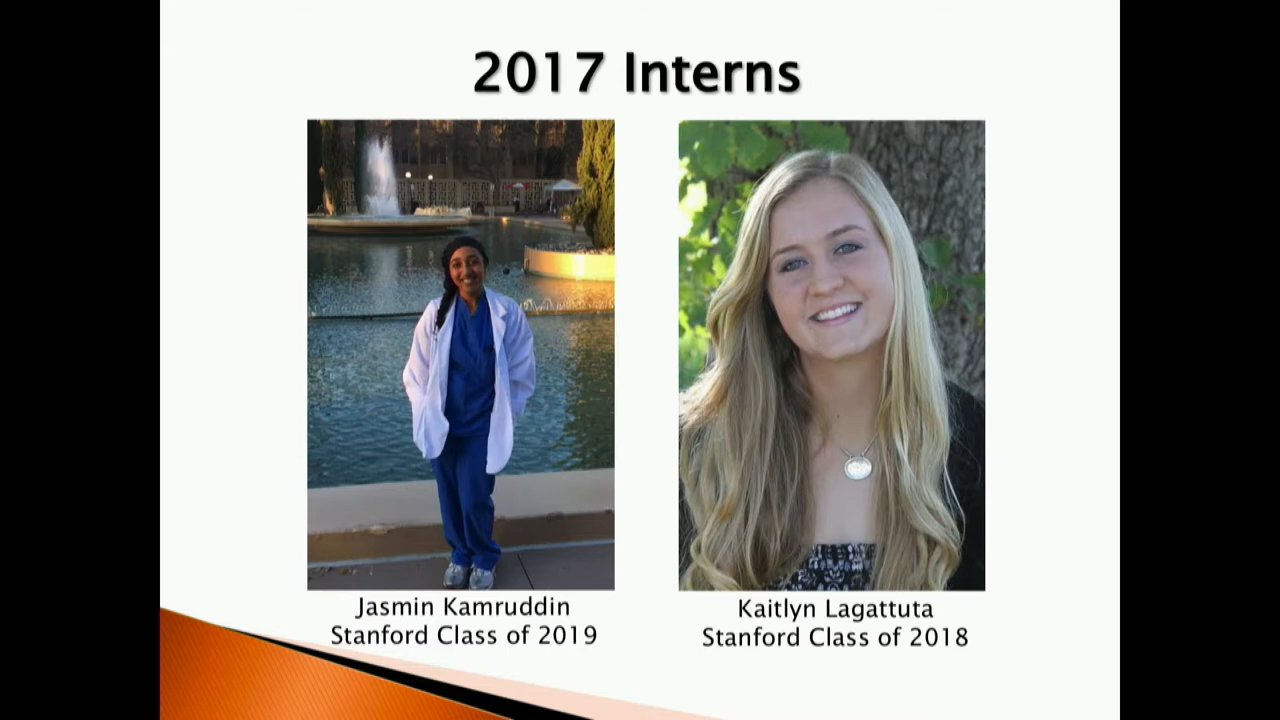 2017 Interns
Jasmin Kamruddin
Stanford Class of 2019
Kaitlyn Lagattuta
Stanford Class of 2018